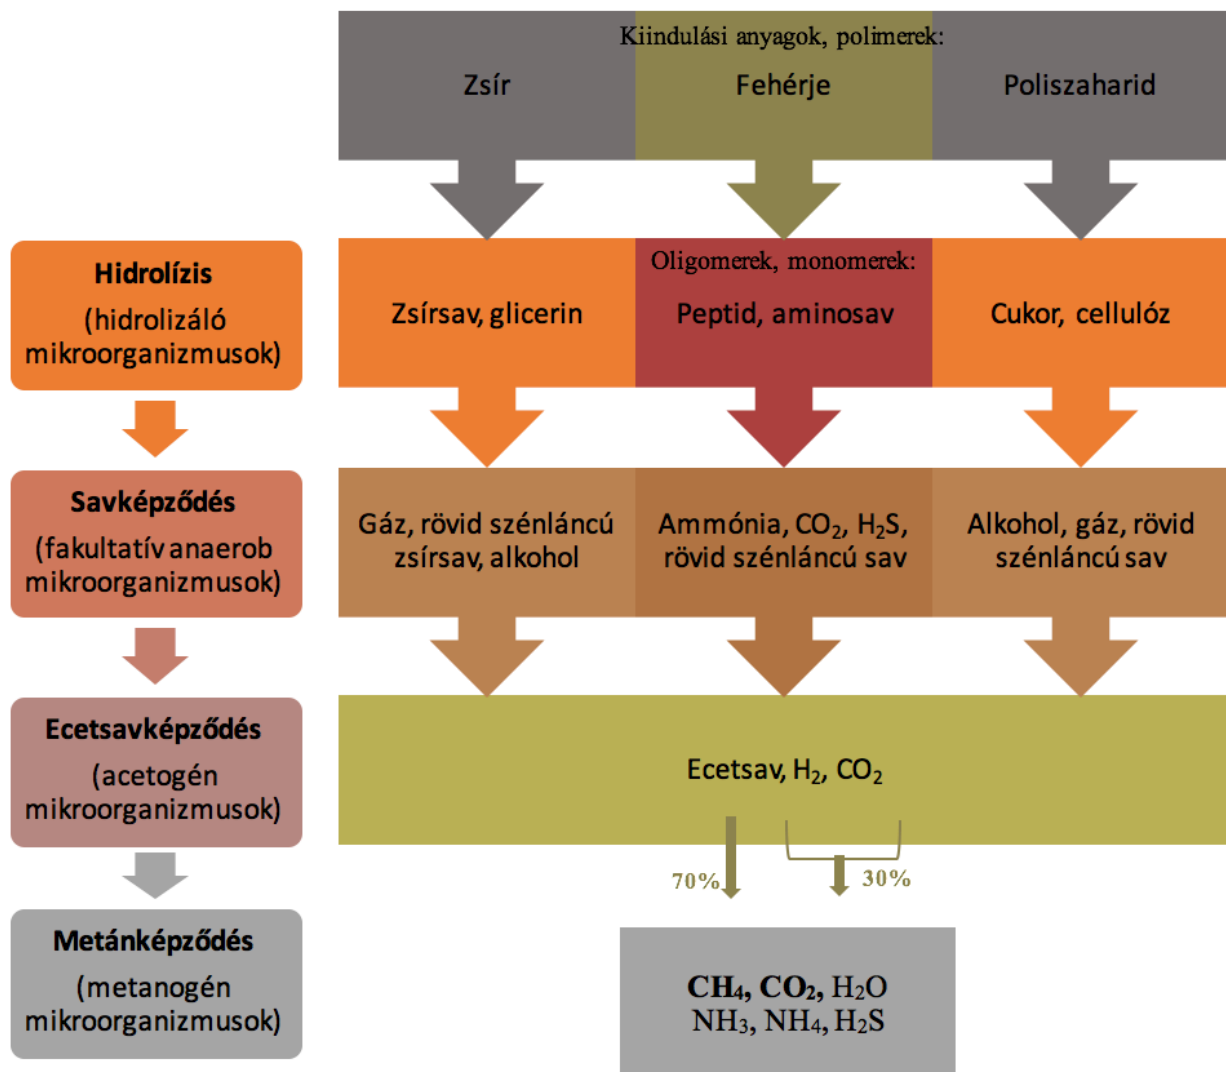 Kiindulási anyagok, polimerek:
Zsír
Fehérje
Poliszaharid
Hidrolízis
(hidrolizáló
mikroorganizmusok)
Oligomerek, monomerek:
Zsírsav, glicerin
Peptid, aminosav
Cukor, cellulóz
Savképződés
(fakultatív anaerob
mikroorganizmusok)
Gáz, rövid szénláncú
zsírsav, alkohol
Ammónia, CO₂, H₂S,
rövid szénláncú sav
Alkohol, gáz, rövid
szénláncú sav
Ecetsavképződés
(acetogén
mikroorganizmusok)
Ecetsav, H₂, CO₂
70%
30%
Metánképződés
(metanogén
mikroorganizmusok)
CH₄, CO₂, H₂O
NH₃, NH₄, H₂S